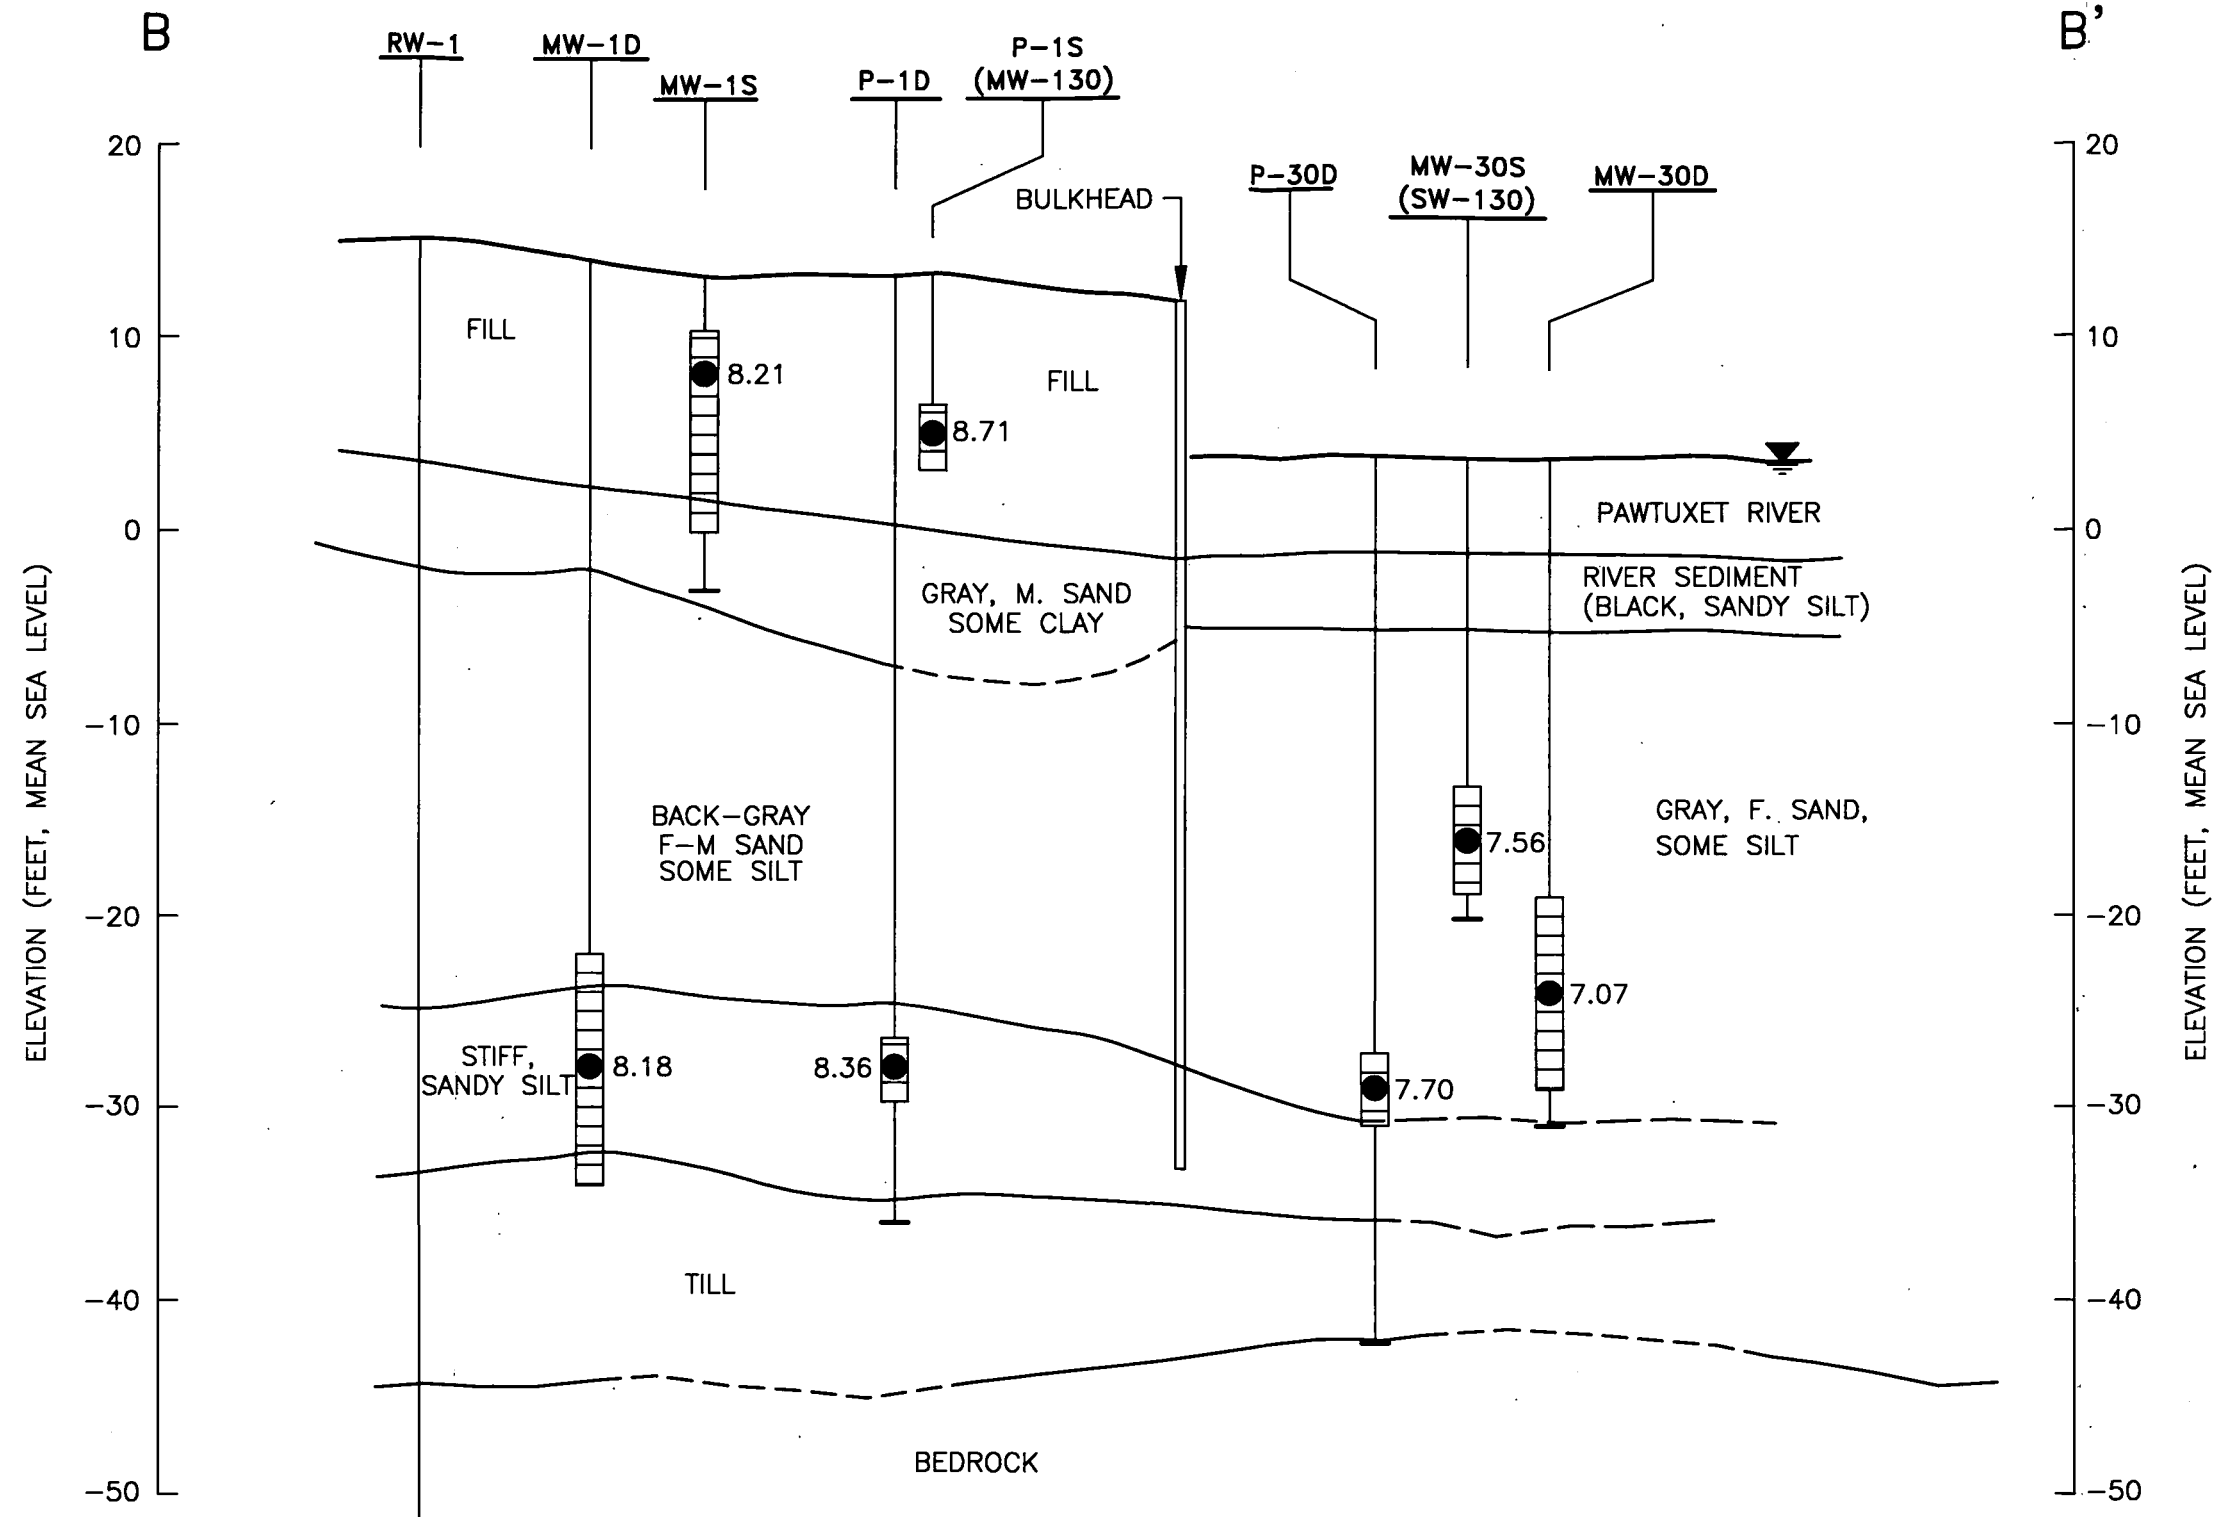 B
B'
RW-1
MW-1D
MW-1S
P-1D
P-1S
(MW-130)
BULKHEAD
P-30D
MW-30S
(SW-130)
MW-30D
20
10
0
-10
-20
-30
-40
-50
ELEVATION (FEET, MEAN SEA LEVEL)
FILL
8.21
8.71
FILL
PAWTUXET RIVER
RIVER SEDIMENT
(BLACK, SANDY SILT)
GRAY, M. SAND
SOME CLAY
BACK-GRAY
F-M SAND
SOME SILT
7.56
GRAY, F. SAND,
SOME SILT
7.07
STIFF,
SANDY SILT
8.18
8.36
7.70
TILL
BEDROCK
20
10
0
-10
-20
-30
-40
-50
ELEVATION (FEET, MEAN SEA LEVEL)